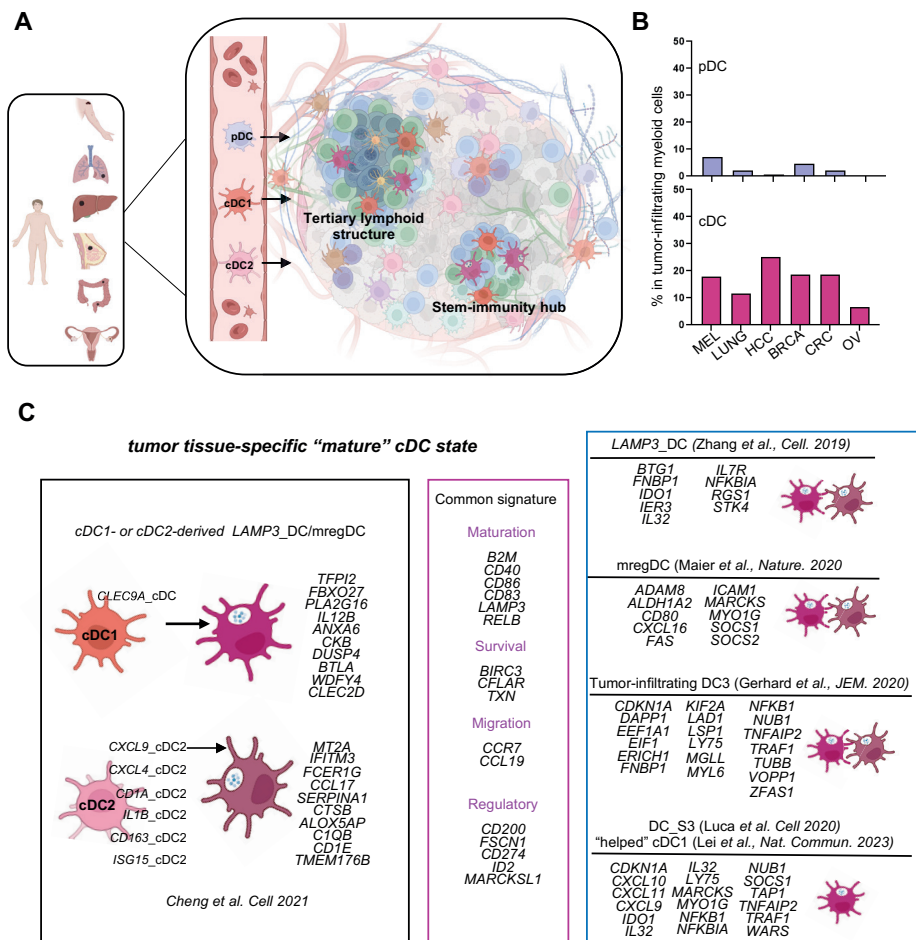 A
pDC
cDC1
cDC2
Tertiary lymphoid
structure
Stem-immunity hub
B
% in tumor-infiltrating myeloid cells
50
40
30
20
10
0
pDC
50
40
30
20
10
0
cDC
MEL
LUNG
HCC
BRCA
CRC
OV
C
tumor tissue-specific “mature” cDC state
cDC1- or cDC2-derived LAMP3_DC/mregDC
CLEC9A_cDC
cDC1
TFPI2
FBXO27
PLA2G16
IL12B
ANXA6
CKB
DUSP4
BTLA
WDFY4
CLEC2D
cDC2
CXCL9_cDC2
CXCL4_cDC2
CD1A_cDC2
IL1B_cDC2
CD163_cDC2
ISG15_cDC2
MT2A
IFITM3
FCER1G
CCL17
SERPINA1
CTSB
ALOX5AP
C1QB
CD1E
TMEM176B
Cheng et al. Cell 2021
Common signature
Maturation
B2M
CD40
CD86
CD83
LAMP3
RELB
Survival
BIRC3
CFLAR
TXN
Migration
CCR7
CCL19
Regulatory
CD200
FSCN1
CD274
ID2
MARCKSL1
LAMP3_DC (Zhang et al., Cell. 2019)
BTG1
FNBP1
IDO1
IER3
IL32
IL7R
NFKBIA
RGS1
STK4
mregDC (Maier et al., Nature. 2020
ADAM8
ALDH1A2
CD80
CXCL16
FAS
ICAM1
MARCKS
MYO1G
SOCS1
SOCS2
Tumor-infiltrating DC3 (Gerhard et al., JEM. 2020)
CDKN1A
DAPP1
EEF1A1
EIF1
ERICH1
FNBP1
KIF2A
LAD1
LSP1
LY75
MGLL
MYL6
NFKB1
NUB1
TNFAIP2
TRAF1
TUBB
VOPP1
ZFAS1
DC_S3 (Luca et al. Cell 2020)
“helped” cDC1 (Lei et al., Nat. Commun. 2023)
CDKN1A
CXCL10
CXCL11
CXCL9
IDO1
IL32
IL32
LY75
MARCKS
MYO1G
NFKB1
NFKBIA
NUB1
SOCS1
TAP1
TNFAIP2
TRAF1
WARS